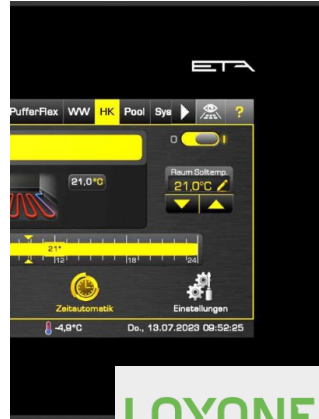 ETA
PufferFlex WW HK Pool Sys ?
0 I
21,0°C
Raum Solltemp.
21,0°C
21°
12 18 24
Zeitautomatik Einstellungen
-4,9°C Do., 13.07.2023 09:52:25
LOXONE